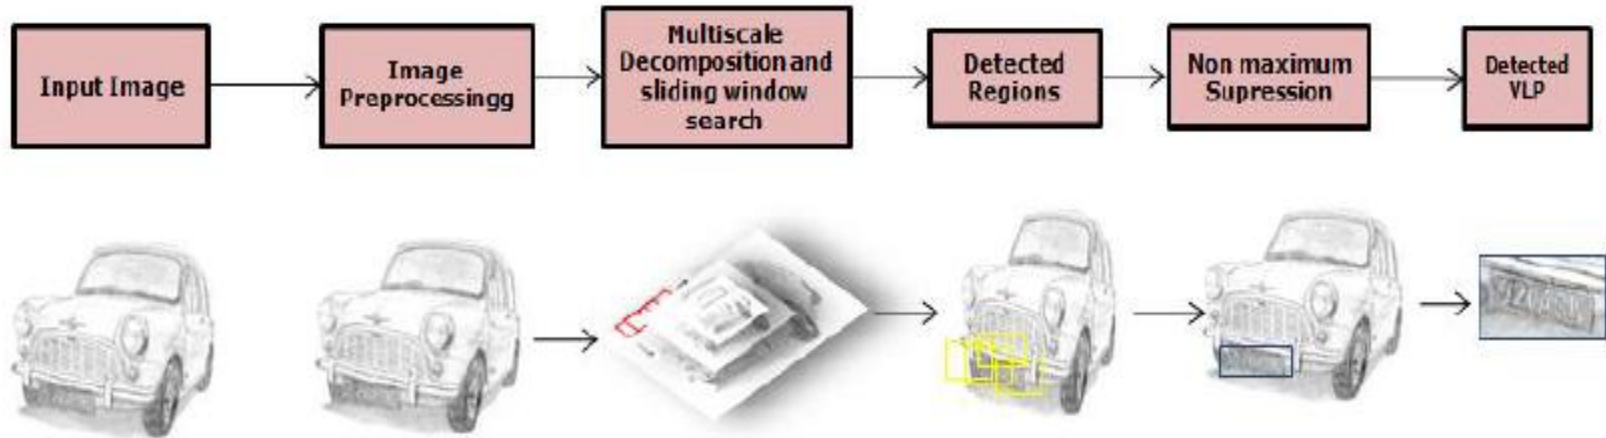 Input Image
Image
Preprocessingg
Multiscale
Decomposition and
sliding window
search
Detected
Regions
Non maximum
Supression
Detected
VLP